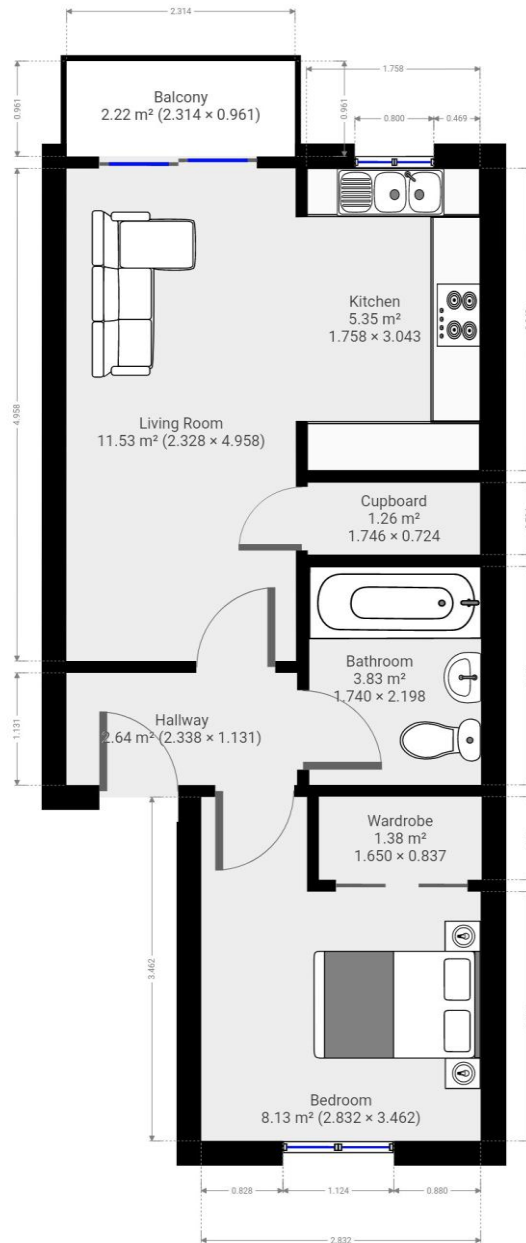 2.314
0.961
0.961
1.758
Balcony
2.22 m² (2.314 × 0.961)
0.800
0.469
Kitchen
5.35 m²
1.758 × 3.043
4.958
Living Room
11.53 m² (2.328 × 4.958)
Cupboard
1.26 m²
1.746 × 0.724
Bathroom
3.83 m²
1.740 × 2.198
1.131
Hallway
2.64 m² (2.338 × 1.131)
Wardrobe
1.38 m²
1.650 × 0.837
3.462
Bedroom
8.13 m² (2.832 × 3.462)
0.828
1.124
0.880
2.832